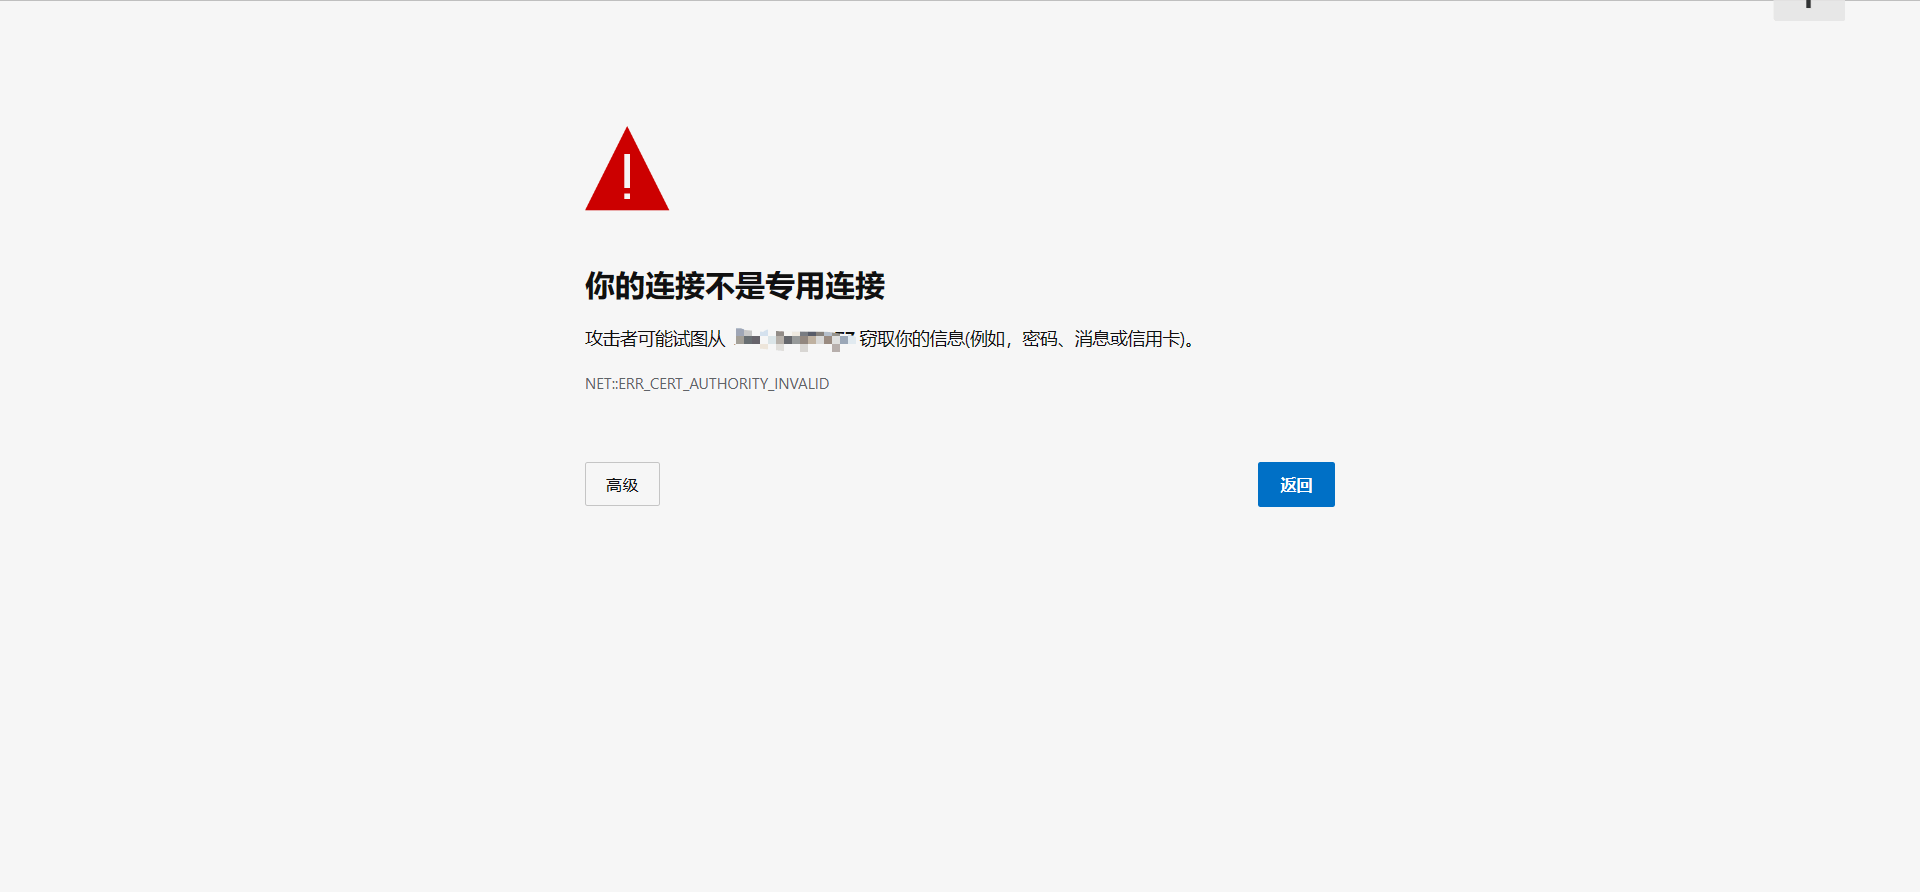 你的连接不是专用连接
攻击者可能试图从 窃取你的信息(例如，密码、消息或信用卡)。
NET::ERR_CERT_AUTHORITY_INVALID
高级
返回